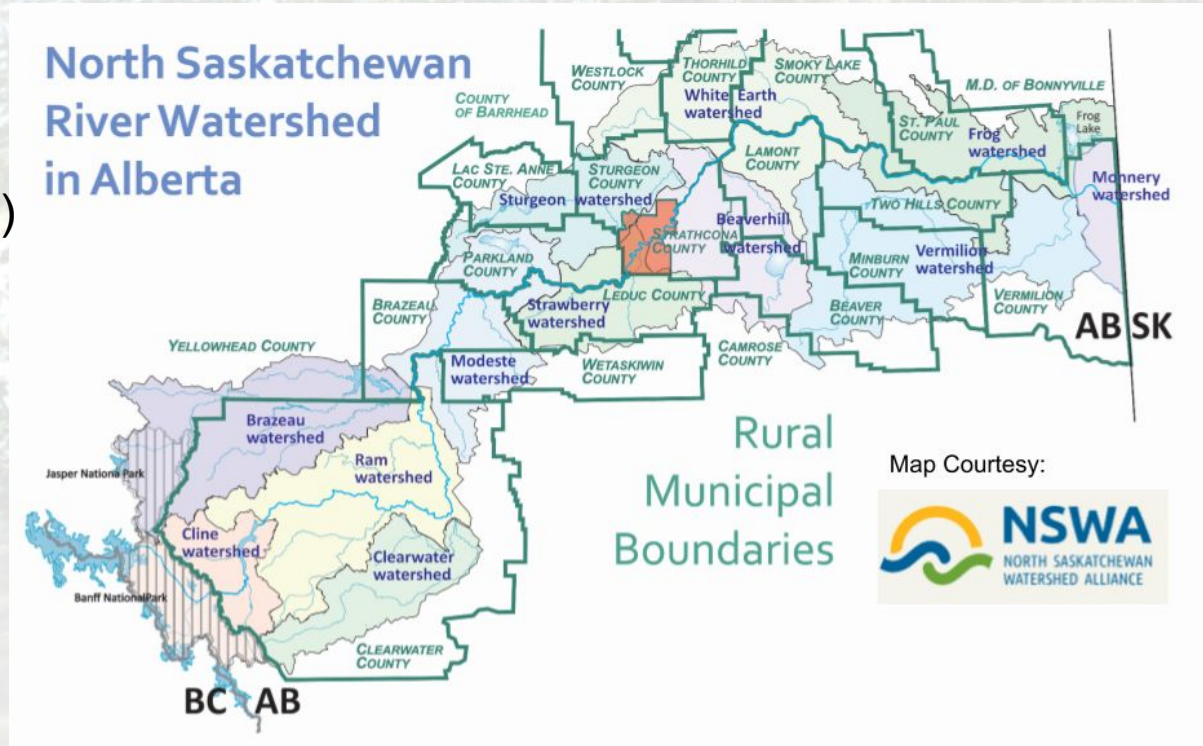 North Saskatchewan
River Watershed
in Alberta
)
WESTLOCK
COUNTY
THORHILD
COUNTY
SMOKY LAKE
COUNTY
White Earth
watershed
M.D. OF BONNYVILLE
COUNTY
OF BARRHEAD
ST. PAUL
COUNTY
Frog
watershed
Frog
Lake
LAMONT
COUNTY
LAC STE. ANNE
COUNTY
STURGEON
COUNTY
Sturgeon watershed
Monnery
watershed
TWO HILLS COUNTY
Beaverhill
watershed
STRATHCONA
COUNTY
PARKLAND
COUNTY
MINBURN
COUNTY
Vermilion
watershed
LEDUC COUNTY
Strawberry
watershed
BRAZEAU
COUNTY
BEAVER
COUNTY
VERMILION
COUNTY
AB SK
YELLOWHEAD COUNTY
CAMROSE
COUNTY
Modeste
watershed
WETASKIWIN
COUNTY
Brazeau
watershed
Rural
Municipal
Boundaries
Ram
watershed
Jasper Nationa Park
Map Courtesy:
NSWA
NORTH SASKATCHEWAN
WATERSHED ALLIANCE
Cline
watershed
Clearwater
watershed
Banff NationalPark
CLEARWATER
COUNTY
BC AB